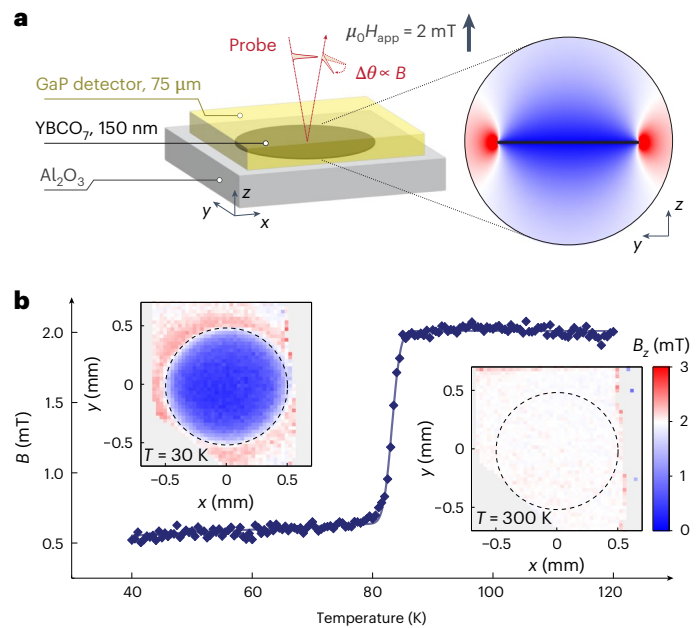 a
Probe
μ₀H_app = 2 mT
Δθ ∝ B
GaP detector, 75 μm
YBCO₇, 150 nm
Al₂O₃
z
y
x
z
y
b
2.0
1.5
1.0
0.5
B (mT)
40
60
80
100
120
Temperature (K)
0.5
0
−0.5
y (mm)
T = 30 K
−0.5
0
0.5
x (mm)
0.5
0
−0.5
y (mm)
T = 300 K
−0.5
0
0.5
x (mm)
B_z (mT)
3
2
1
0